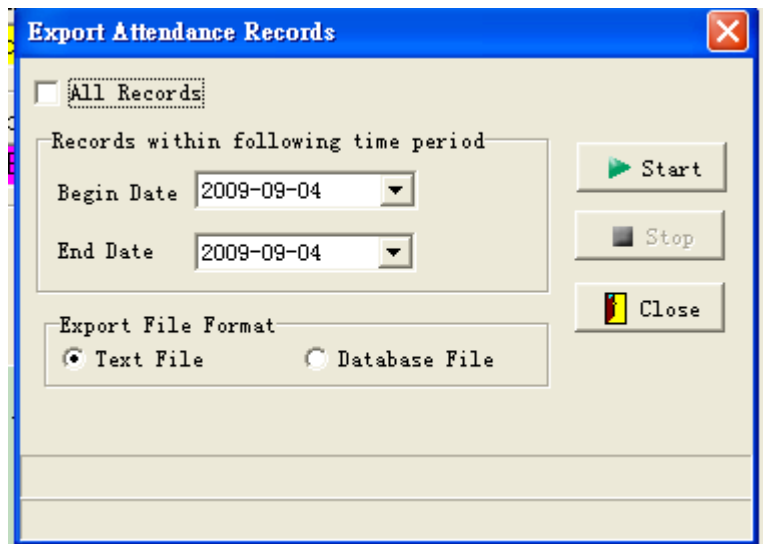 Export Attendance Records
All Records
Records within following time period
Begin Date 2009-09-04
End Date 2009-09-04
Start
Stop
Close
Export File Format
Text File Database File